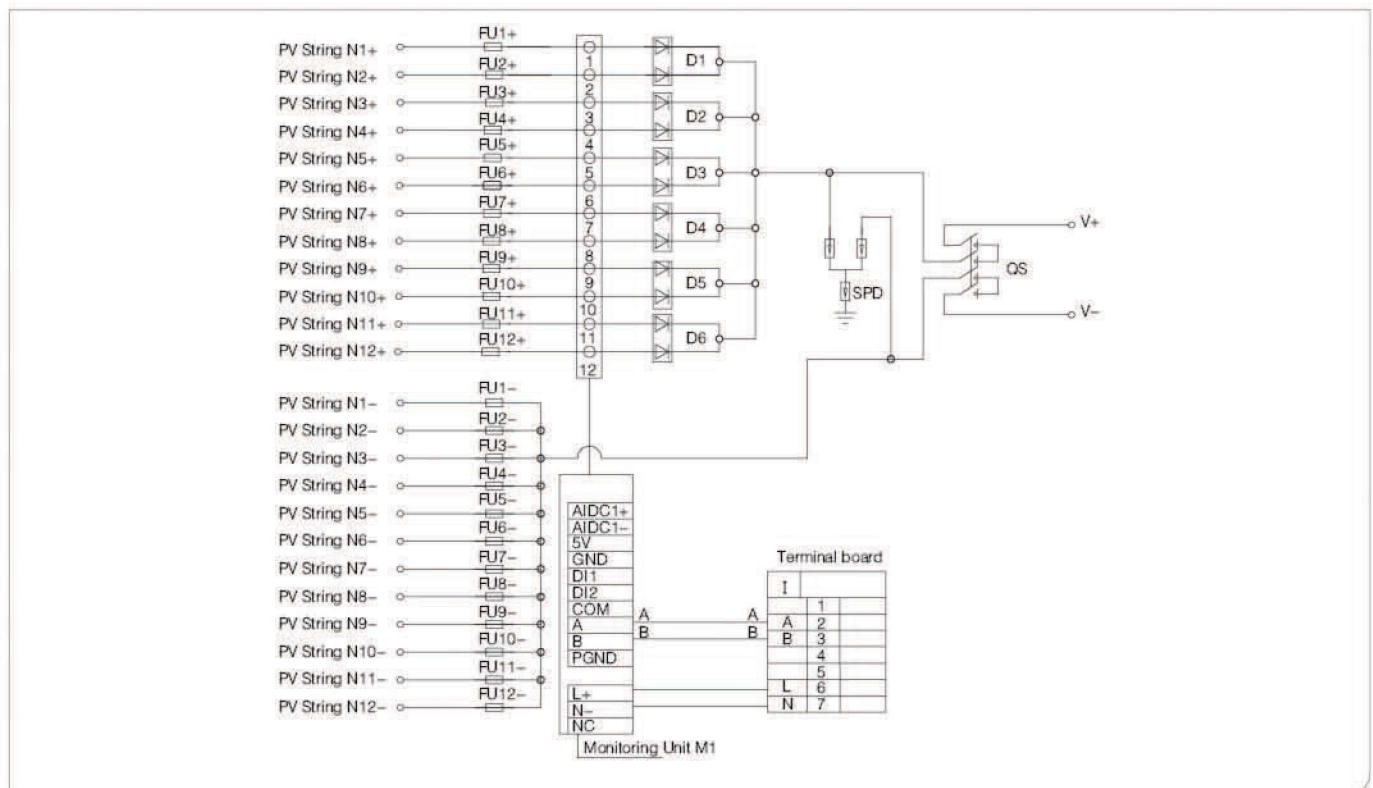 FU1+
PV String N1+
D1
1
FU2+
PV String N2+
2
FU3+
PV String N3+
D2
3
FU4+
PV String N4+
4
FU5+
PV String N5+
D3
5
FU6+
PV String N6+
6
FU7+
PV String N7+
D4
7
FU8+
PV String N8+
8
FU9+
PV String N9+
D5
9
FU10+
PV String N10+
10
FU11+
PV String N11+
D6
11
FU12+
PV String N12+
12
V+
QS
SPD
V−
FU1−
PV String N1−
FU2−
PV String N2−
FU3−
PV String N3−
FU4−
PV String N4−
FU5−
PV String N5−
FU6−
PV String N6−
FU7−
PV String N7−
FU8−
PV String N8−
FU9−
PV String N9−
FU10−
PV String N10−
FU11−
PV String N11−
FU12−
PV String N12−
AIDC1+
AIDC1−
5V
GND
DI1
DI2
COM
A
B
PGND
L+
N−
NC
Monitoring Unit M1
A A
B B
Terminal board
I
1
A 2
B 3
4
5
L 6
N 7